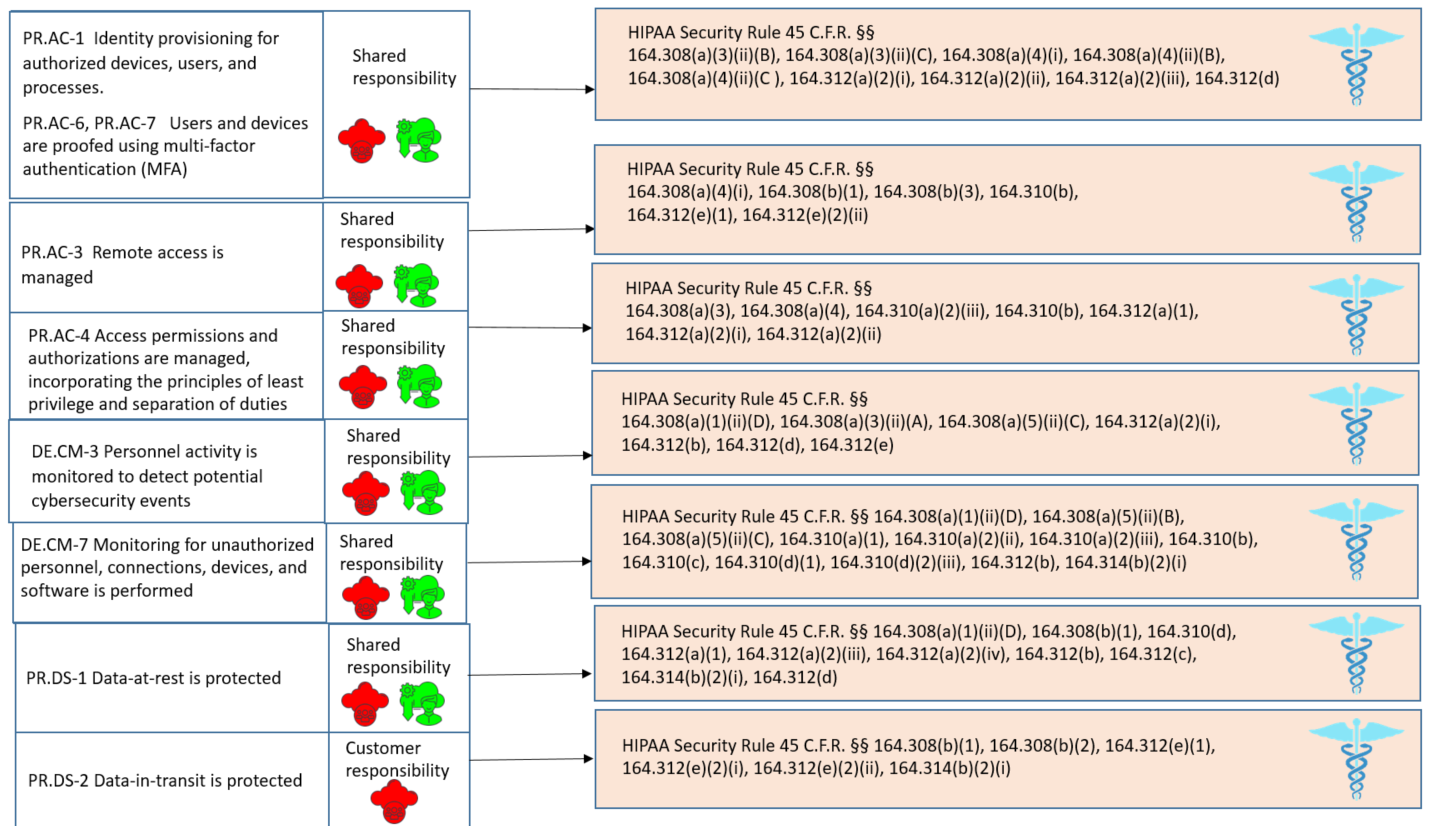 PR.AC-1 Identity provisioning for
authorized devices, users, and
processes.
PR.AC-6, PR.AC-7 Users and devices
are proofed using multi-factor
authentication (MFA)
Shared
responsibility
HIPAA Security Rule 45 C.F.R. §§
164.308(a)(3)(ii)(B), 164.308(a)(3)(ii)(C), 164.308(a)(4)(i), 164.308(a)(4)(ii)(B),
164.308(a)(4)(ii)(C ), 164.312(a)(2)(i), 164.312(a)(2)(ii), 164.312(a)(2)(iii), 164.312(d)
PR.AC-3 Remote access is
managed
Shared
responsibility
HIPAA Security Rule 45 C.F.R. §§
164.308(a)(4)(i), 164.308(b)(1), 164.308(b)(3), 164.310(b),
164.312(e)(1), 164.312(e)(2)(ii)
PR.AC-4 Access permissions and
authorizations are managed,
incorporating the principles of least
privilege and separation of duties
Shared
responsibility
HIPAA Security Rule 45 C.F.R. §§
164.308(a)(3), 164.308(a)(4), 164.310(a)(2)(iii), 164.310(b), 164.312(a)(1),
164.312(a)(2)(i), 164.312(a)(2)(ii)
DE.CM-3 Personnel activity is
monitored to detect potential
cybersecurity events
Shared
responsibility
HIPAA Security Rule 45 C.F.R. §§
164.308(a)(1)(ii)(D), 164.308(a)(3)(ii)(A), 164.308(a)(5)(ii)(C), 164.312(a)(2)(i),
164.312(b), 164.312(d), 164.312(e)
DE.CM-7 Monitoring for unauthorized
personnel, connections, devices, and
software is performed
Shared
responsibility
HIPAA Security Rule 45 C.F.R. §§ 164.308(a)(1)(ii)(D), 164.308(a)(5)(ii)(B),
164.308(a)(5)(ii)(C), 164.310(a)(1), 164.310(a)(2)(ii), 164.310(a)(2)(iii), 164.310(b),
164.310(c), 164.310(d)(1), 164.310(d)(2)(iii), 164.312(b), 164.314(b)(2)(i)
PR.DS-1 Data-at-rest is protected
Shared
responsibility
HIPAA Security Rule 45 C.F.R. §§ 164.308(a)(1)(ii)(D), 164.308(b)(1), 164.310(d),
164.312(a)(1), 164.312(a)(2)(iii), 164.312(a)(2)(iv), 164.312(b), 164.312(c),
164.314(b)(2)(i), 164.312(d)
PR.DS-2 Data-in-transit is protected
Customer
responsibility
HIPAA Security Rule 45 C.F.R. §§ 164.308(b)(1), 164.308(b)(2), 164.312(e)(1),
164.312(e)(2)(i), 164.312(e)(2)(ii), 164.314(b)(2)(i)